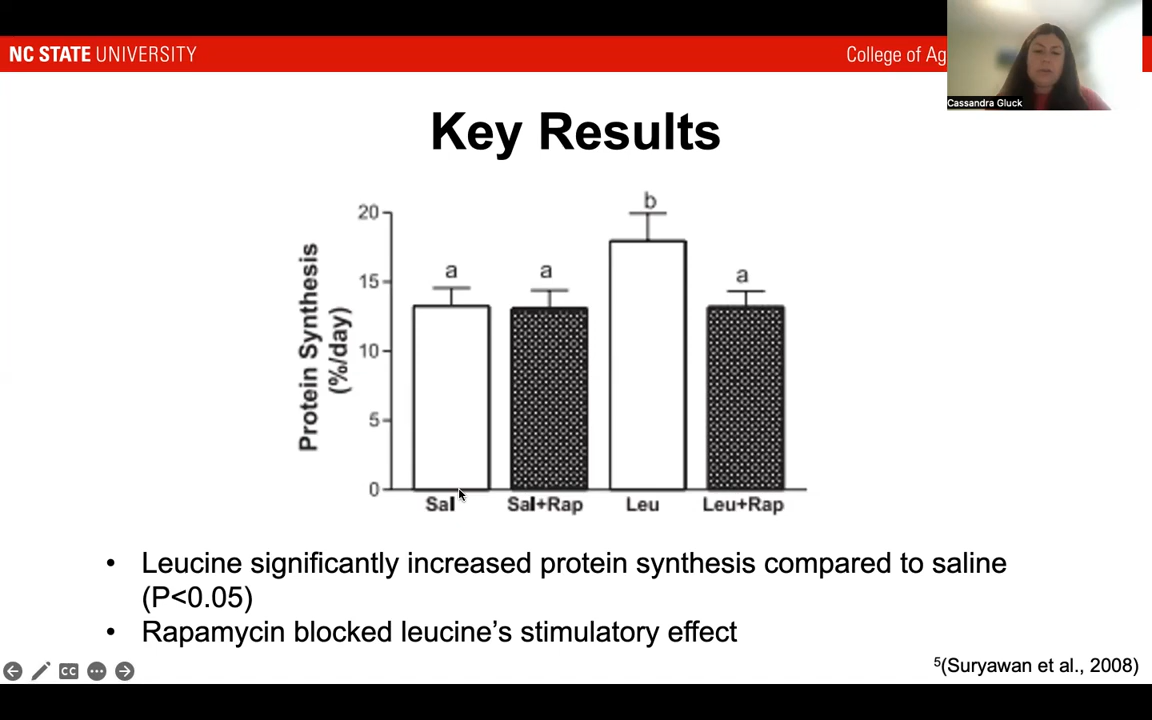 NC STATE UNIVERSITY
College of Ag
Cassandra Gluck
Key Results
Protein Synthesis
(%/day)
20
15
10
5
0
a
a
b
a
Sal
Sal+Rap
Leu
Leu+Rap
• Leucine significantly increased protein synthesis compared to saline
(P<0.05)
• Rapamycin blocked leucine’s stimulatory effect
CC
5(Suryawan et al., 2008)